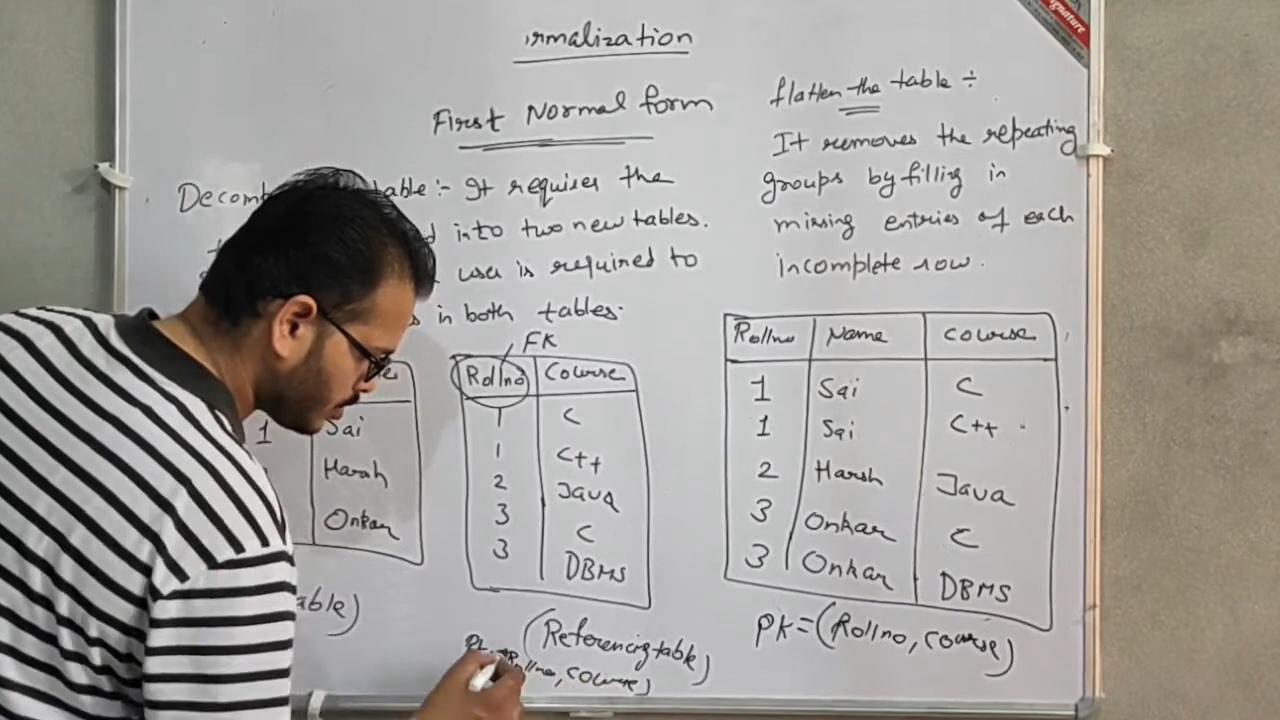 rmalization
First Normal form
Decom table :- It requires the
d into two new tables.
user is required to
s in both tables.
FK
1 Sai
Harsh
Onkar
able)
Rollno Course
1 C
1 C++
2 Java
3 C
3 DBMS
(Referencing table)
PK = Rollno, course)
flatten the table ÷
It removes the repeating
groups by filling in
missing entries of each
incomplete row.
Rollno Name Course
1 Sai C
1 Sai C++
2 Harsh Java
3 Onkar C
3 Onkar DBMS
PK = (Rollno, course)
signature